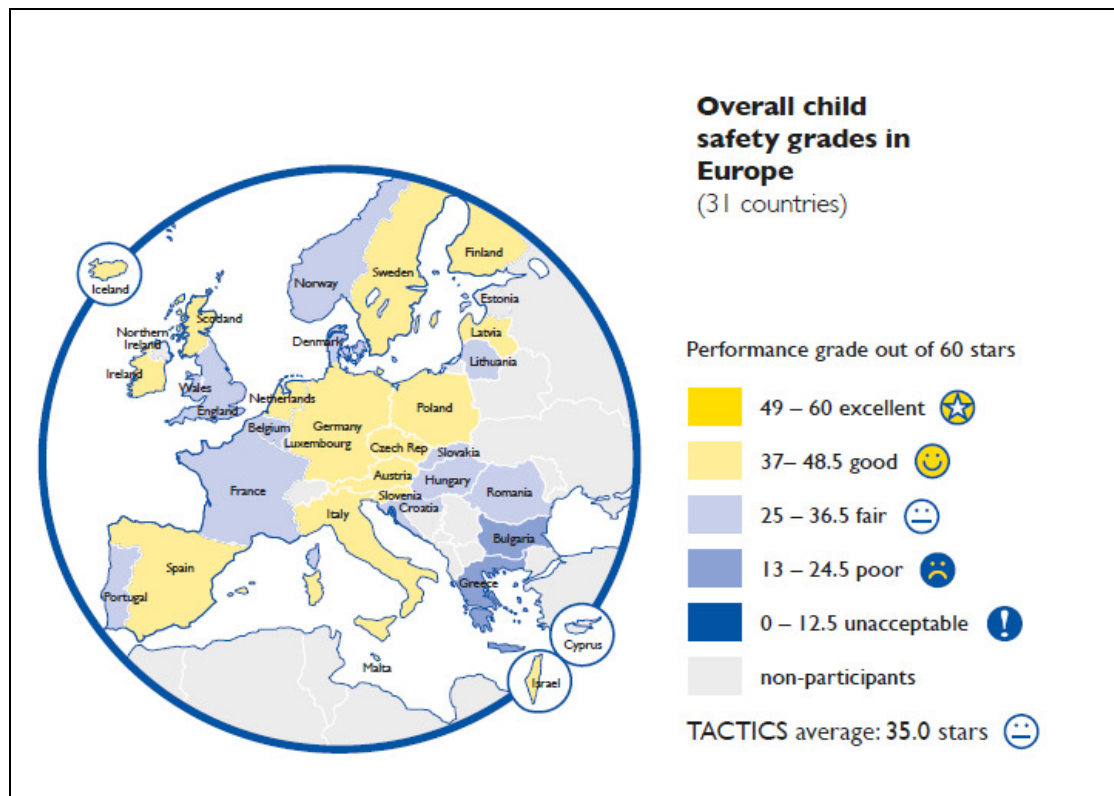 Overall child
safety grades in
Europe
(31 countries)
Iceland
Norway
Sweden
Finland
Estonia
Scotland
Northern
Ireland
Ireland
Denmark
Latvia
Lithuania
Wales
England
Netherlands
Belgium
Germany
Luxembourg
Poland
Czech Rep
Slovakia
Austria
Hungary
Slovenia
Croatia
Romania
France
Italy
Bulgaria
Spain
Portugal
Greece
Malta
Cyprus
Israel
Performance grade out of 60 stars
49 – 60 excellent
37– 48.5 good
25 – 36.5 fair
13 – 24.5 poor
0 – 12.5 unacceptable
!
non-participants
TACTICS average: 35.0 stars